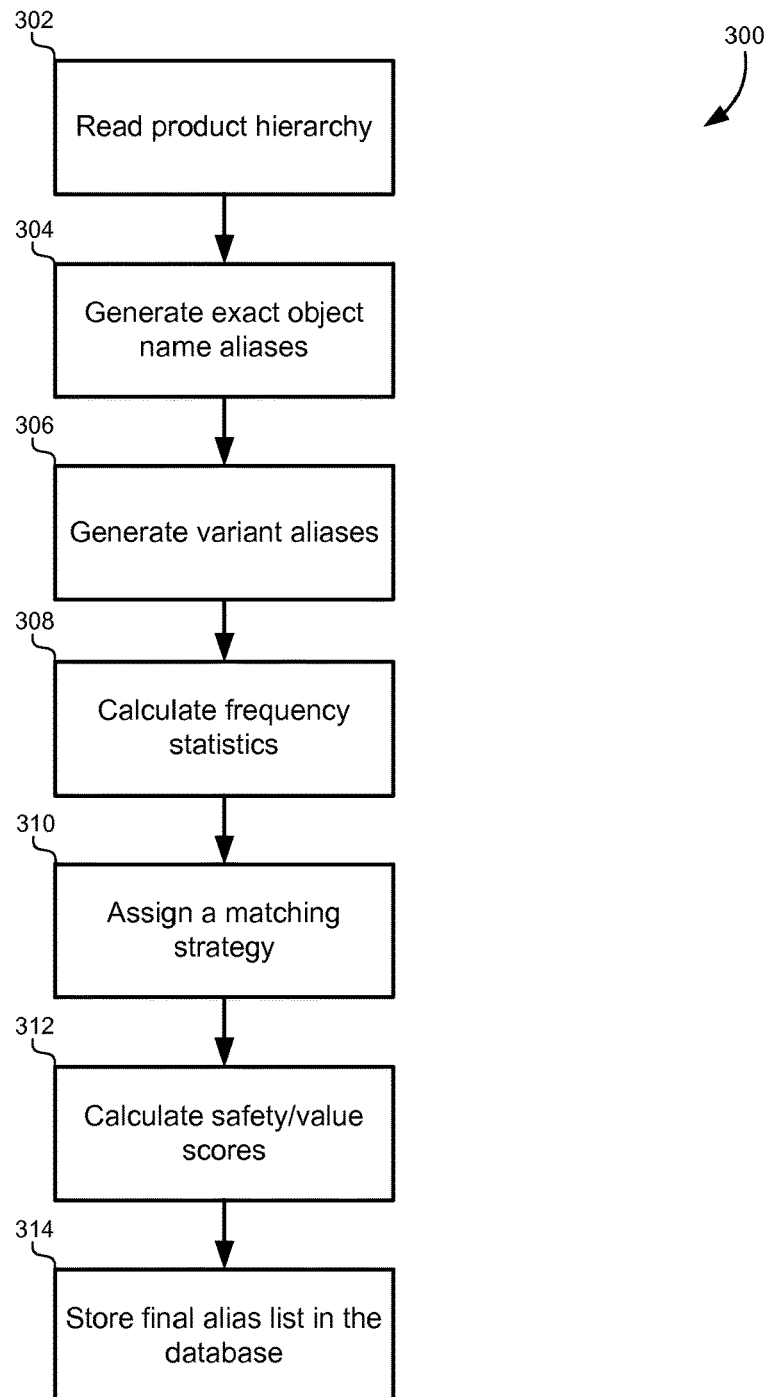 302
300
Read product hierarchy
304
Generate exact object
name aliases
306
Generate variant aliases
308
Calculate frequency
statistics
310
Assign a matching
strategy
312
Calculate safety/value
scores
314
Store final alias list in the
database